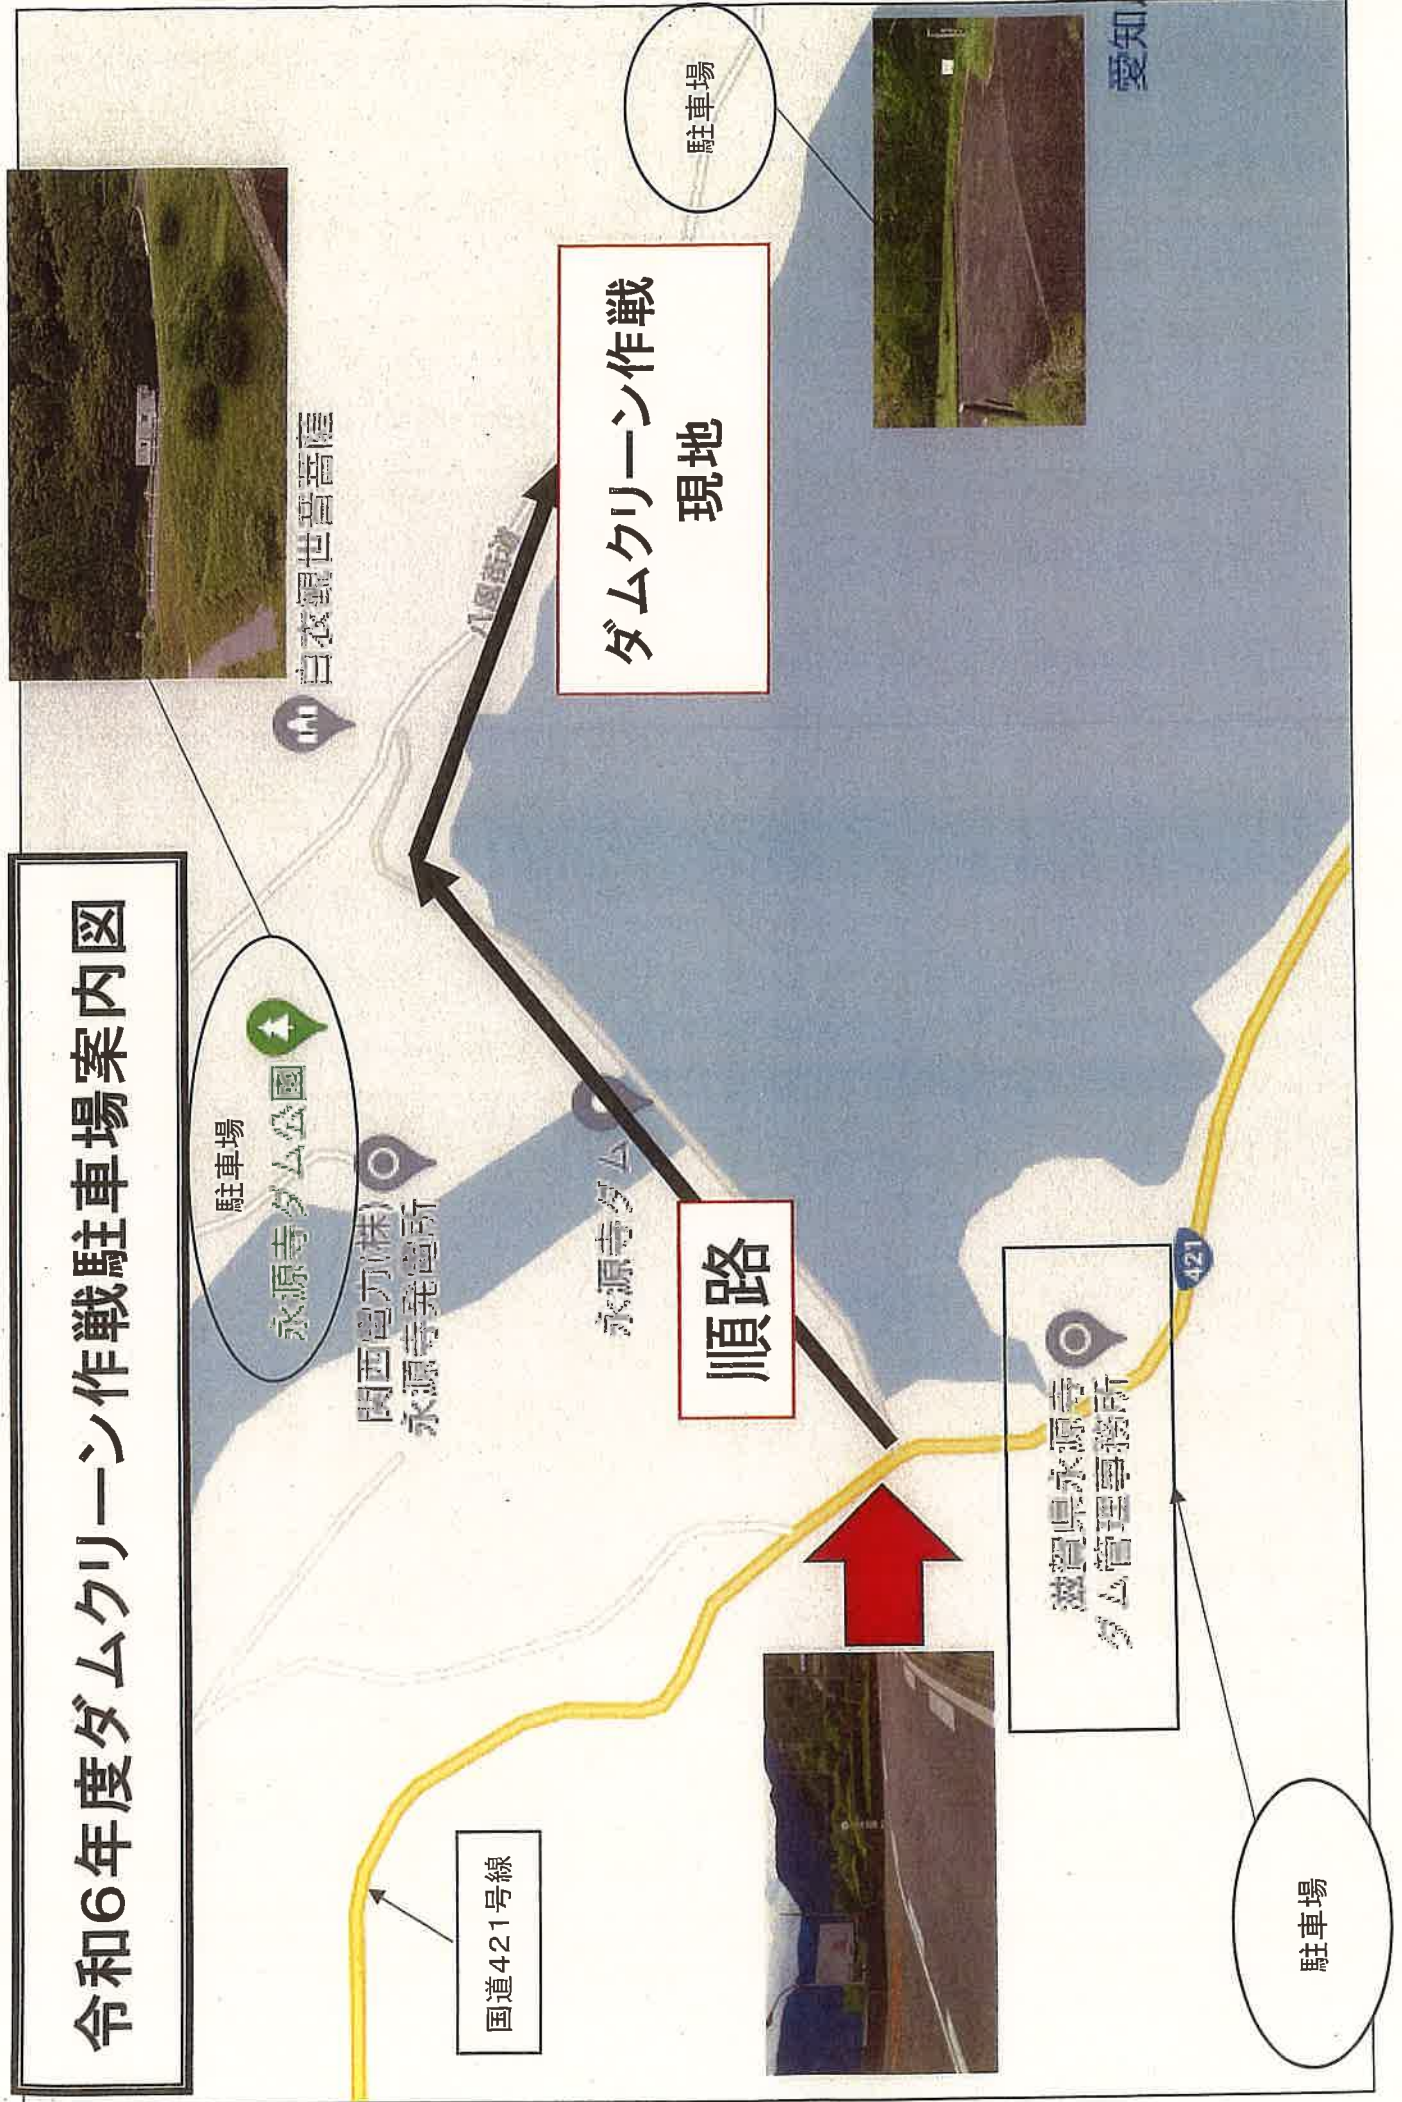 令和6年度ダムクリーン作戦駐車場案内図
駐車場
永源寺ダム公園
白衣観世音菩薩
関西電力(株)
永源寺発電所
八風街道
永源寺ダム
順路
ダムクリーン作戦
現地
駐車場
愛知川
国道421号線
421
滋賀県永源寺
ダム管理事務所
駐車場